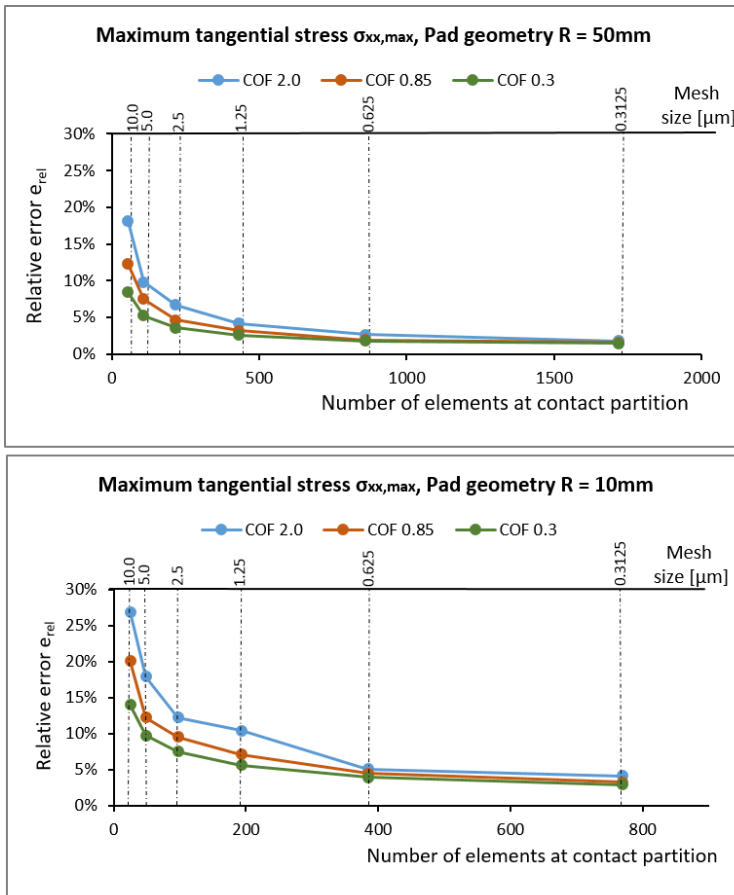 Maximum tangential stress σxx,max, Pad geometry R = 50mm
COF 2.0 COF 0.85 COF 0.3
Mesh
size [µm]
10.0 5.0 2.5 1.25 0.625 0.3125
Relative error erel
30%
25%
20%
15%
10%
5%
0%
0 500 1000 1500 2000
Number of elements at contact partition
Maximum tangential stress σxx,max, Pad geometry R = 10mm
COF 2.0 COF 0.85 COF 0.3
Mesh
size [µm]
10.0 5.0 2.5 1.25 0.625 0.3125
Relative error erel
30%
25%
20%
15%
10%
5%
0%
0 200 400 600 800
Number of elements at contact partition